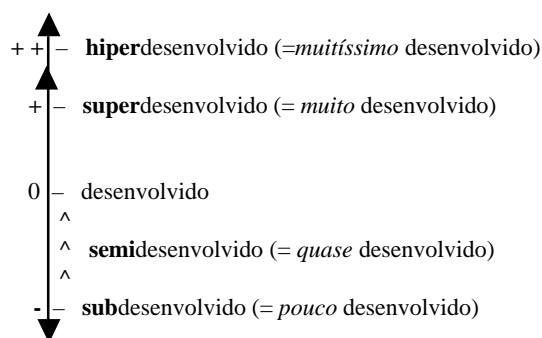 + + – hiperdesenvolvido (=muitíssimo desenvolvido)
+ – superdesenvolvido (= muito desenvolvido)
0 – desenvolvido
^
^ semidesenvolvido (= quase desenvolvido)
^
- – subdesenvolvido (= pouco desenvolvido)